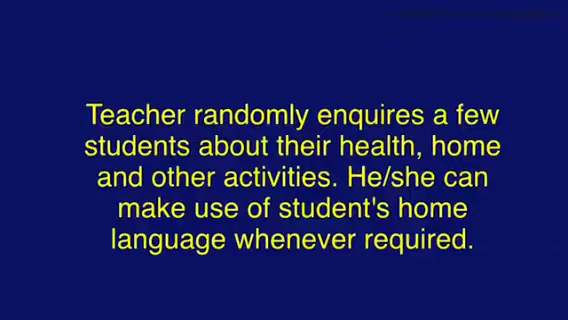 Teacher randomly enquires a few
students about their health, home
and other activities. He/she can
make use of student's home
language whenever required.